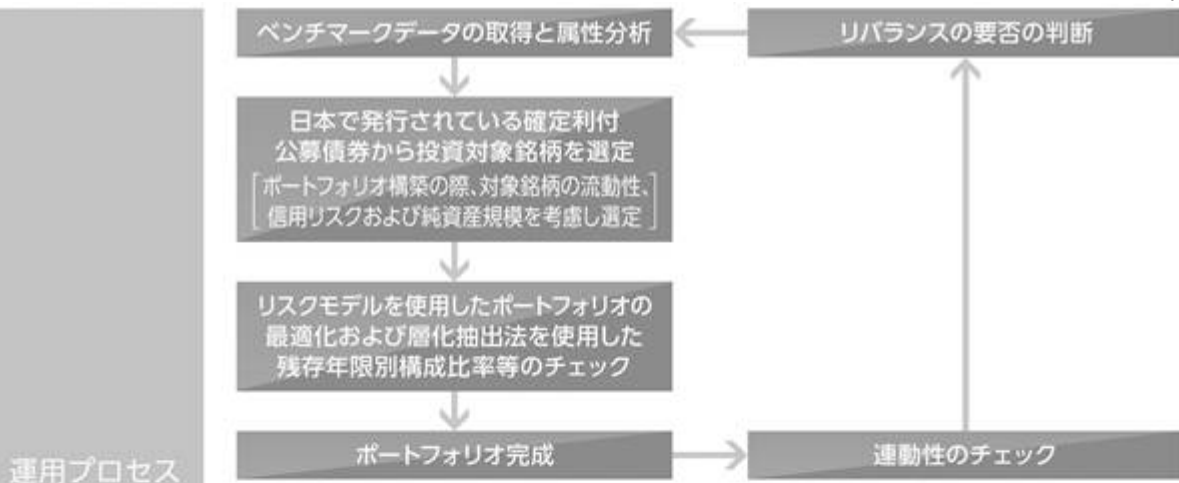 ベンチマークデータの取得と属性分析
リバランスの要否の判断
日本で発行されている確定利付
公募債券から投資対象銘柄を選定
[ポートフォリオ構築の際、対象銘柄の流動性、
信用リスクおよび純資産規模を考慮し選定]
リスクモデルを使用したポートフォリオの
最適化および層化抽出法を使用した
残存年限別構成比率等のチェック
ポートフォリオ完成
連動性のチェック
運用プロセス